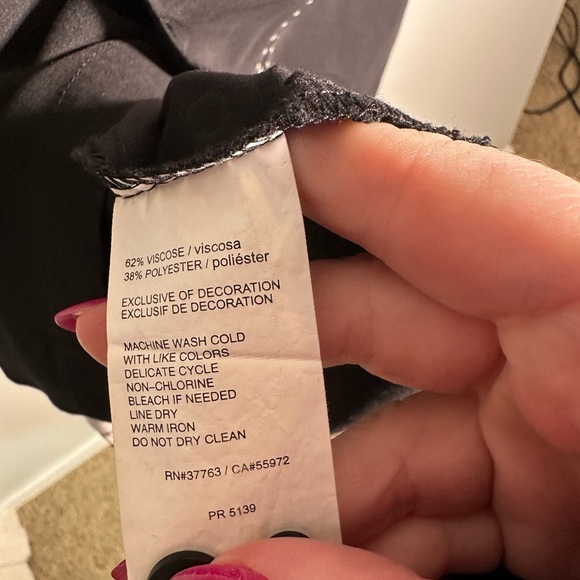 62% VISCOSE / viscosa
38% POLYESTER / poliéster
EXCLUSIVE OF DECORATION
EXCLUSIF DE DECORATION
MACHINE WASH COLD
WITH LIKE COLORS
DELICATE CYCLE
NON-CHLORINE
BLEACH IF NEEDED
LINE DRY
WARM IRON
DO NOT DRY CLEAN
RN#37763 / CA#55972
PR 5139